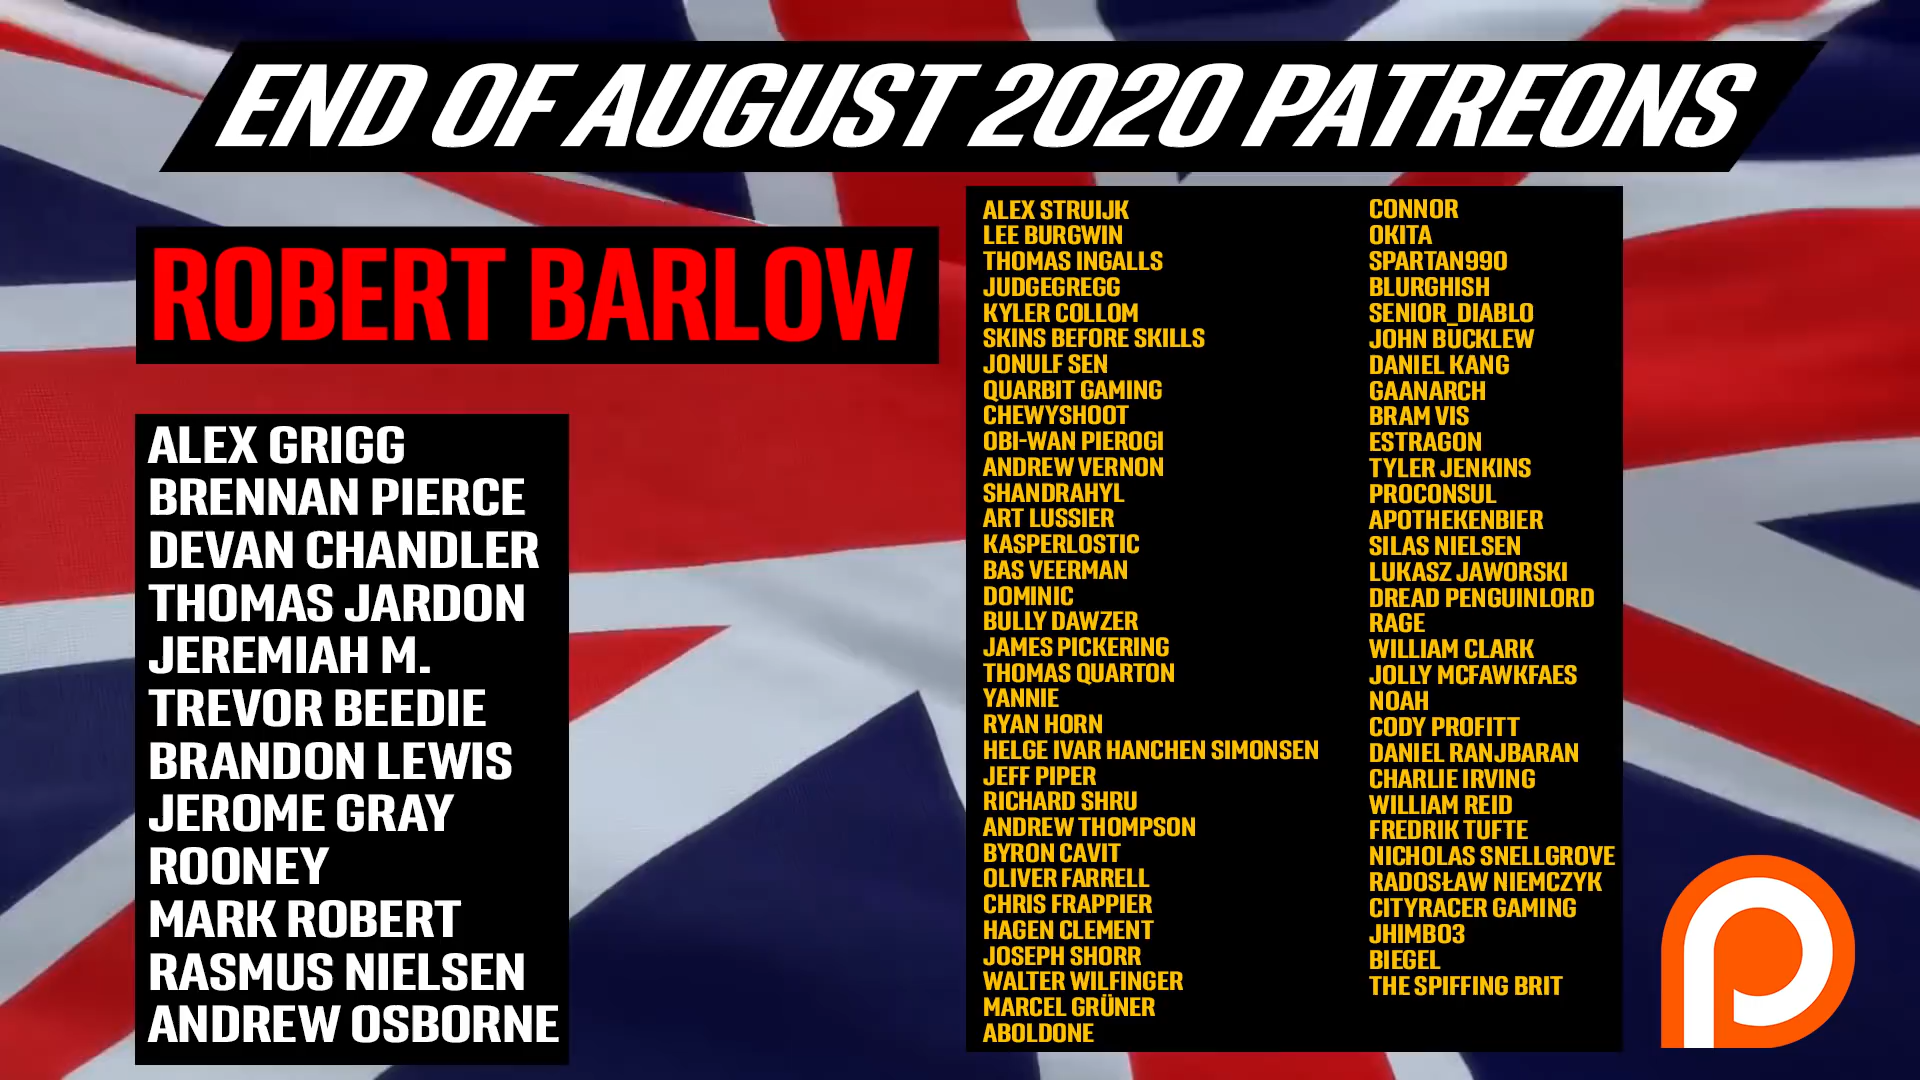 END OF AUGUST 2020 PATREONS
ROBERT BARLOW
ALEX GRIGG
BRENNAN PIERCE
DEVAN CHANDLER
THOMAS JARDON
JEREMIAH M.
TREVOR BEEDIE
BRANDON LEWIS
JEROME GRAY
ROONEY
MARK ROBERT
RASMUS NIELSEN
ANDREW OSBORNE
ALEX STRUIJK
LEE BURGWIN
THOMAS INGALLS
JUDGEGREGG
KYLER COLLOM
SKINS BEFORE SKILLS
JONULF SEN
QUARBIT GAMING
CHEWYSHOOT
OBI-WAN PIEROGI
ANDREW VERNON
SHANDRAHYL
ART LUSSIER
KASPERLOSTIC
BAS VEERMAN
DOMINIC
BULLY DAWZER
JAMES PICKERING
THOMAS QUARTON
YANNIE
RYAN HORN
HELGE IVAR HANCHEN SIMONSEN
JEFF PIPER
RICHARD SHRU
ANDREW THOMPSON
BYRON CAVIT
OLIVER FARRELL
CHRIS FRAPPIER
HAGEN CLEMENT
JOSEPH SHORR
WALTER WILFINGER
MARCEL GRÜNER
ABOLDONE
CONNOR
OKITA
SPARTAN990
BLURGHISH
SENIOR_DIABLO
JOHN BUCKLEW
DANIEL KANG
GAANARCH
BRAM VIS
ESTRAGON
TYLER JENKINS
PROCONSUL
APOTHEKENBIER
SILAS NIELSEN
LUKASZ JAWORSKI
DREAD PENGUINLORD
RAGE
WILLIAM CLARK
JOLLY MCFAWKFAES
NOAH
CODY PROFITT
DANIEL RANJBARAN
CHARLIE IRVING
WILLIAM REID
FREDRIK TUFTE
NICHOLAS SNELLGROVE
RADOSŁAW NIEMCZYK
CITYRACER GAMING
JHIMBO3
BIEGEL
THE SPIFFING BRIT